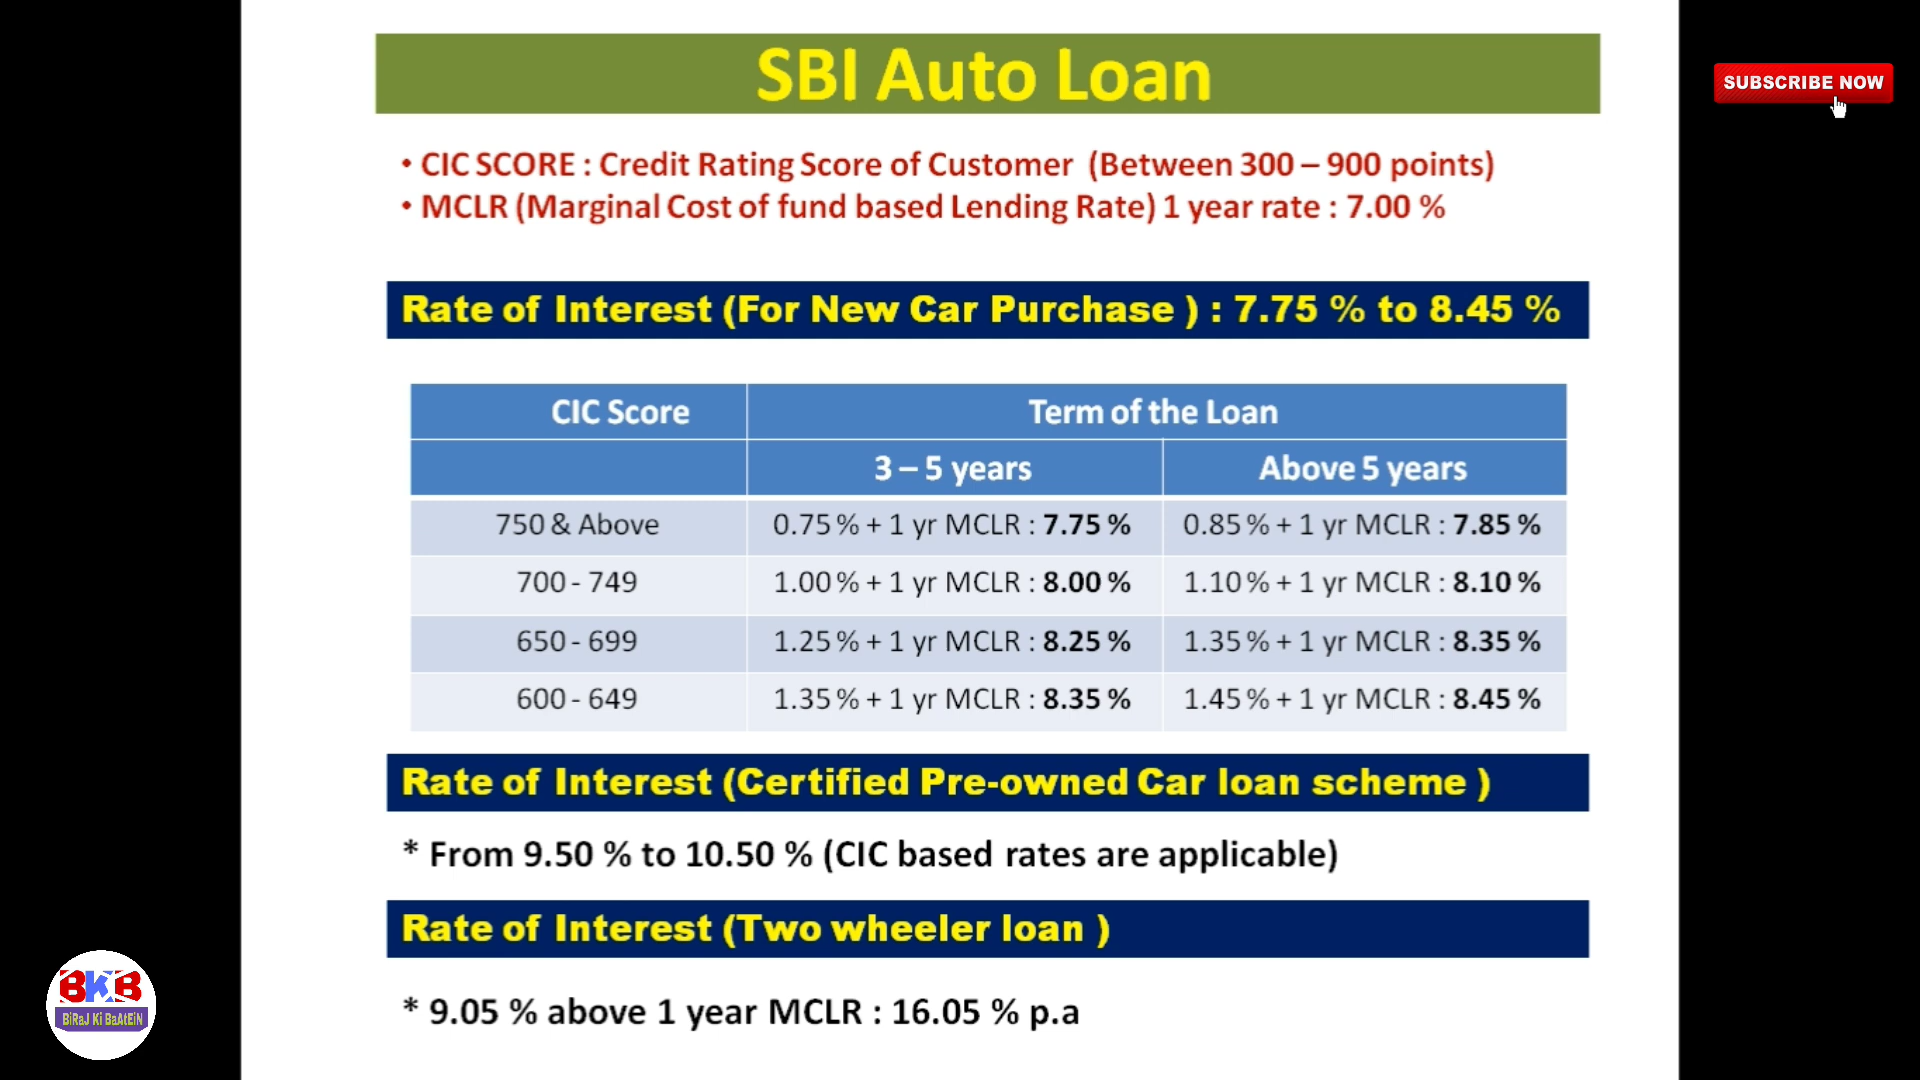 SBI Auto Loan
SUBSCRIBE NOW
• CIC SCORE : Credit Rating Score of Customer (Between 300 – 900 points)
• MCLR (Marginal Cost of fund based Lending Rate) 1 year rate : 7.00 %
Rate of Interest (For New Car Purchase ) : 7.75 % to 8.45 %
CIC Score Term of the Loan
3 – 5 years Above 5 years
750 & Above 0.75 % + 1 yr MCLR : 7.75 % 0.85 % + 1 yr MCLR : 7.85 %
700 - 749 1.00 % + 1 yr MCLR : 8.00 % 1.10 % + 1 yr MCLR : 8.10 %
650 - 699 1.25 % + 1 yr MCLR : 8.25 % 1.35 % + 1 yr MCLR : 8.35 %
600 - 649 1.35 % + 1 yr MCLR : 8.35 % 1.45 % + 1 yr MCLR : 8.45 %
Rate of Interest (Certified Pre-owned Car loan scheme )
* From 9.50 % to 10.50 % (CIC based rates are applicable)
Rate of Interest (Two wheeler loan )
* 9.05 % above 1 year MCLR : 16.05 % p.a
BKB
BiRaJ Ki BaAtEiN